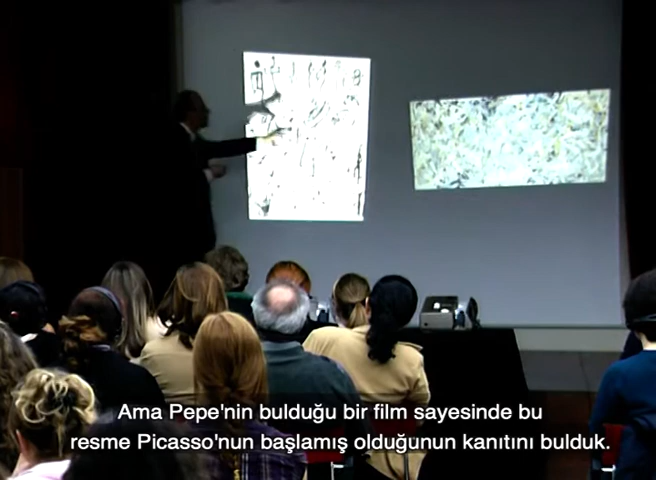 Ama Pepe'nin bulduğu bir film sayesinde bu
resme Picasso'nun başlamış olduğunun kanıtını bulduk.